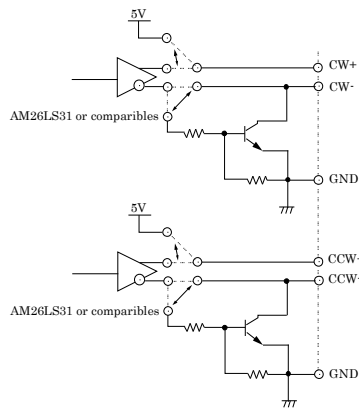 5V
CW+
CW-
AM26LS31 or comparibles
GND
5V
CCW-
CCW-
AM26LS31 or comparibles
GND